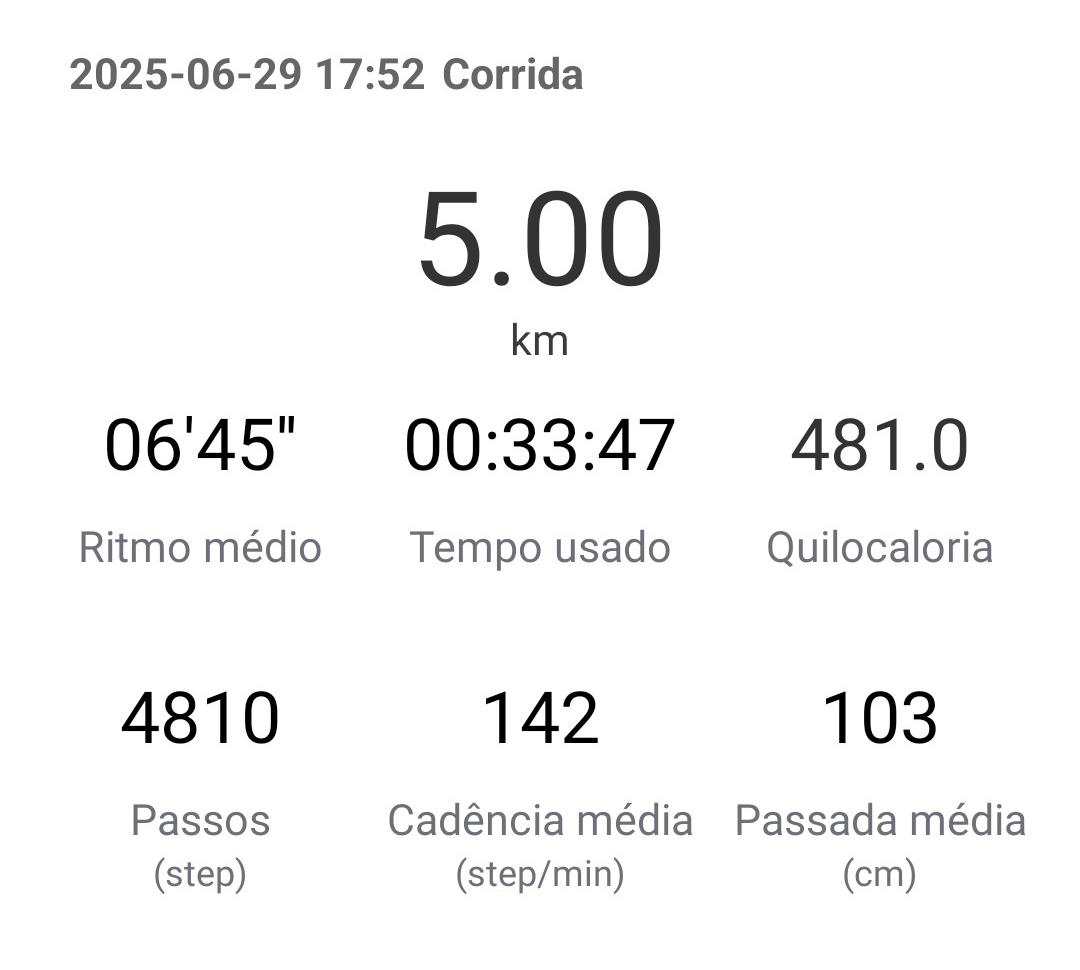 2025-06-29 17:52 Corrida
5.00
km
06'45" 00:33:47 481.0
Ritmo médio Tempo usado Quilocaloria
4810 142 103
Passos Cadência média Passada média
(step) (step/min) (cm)